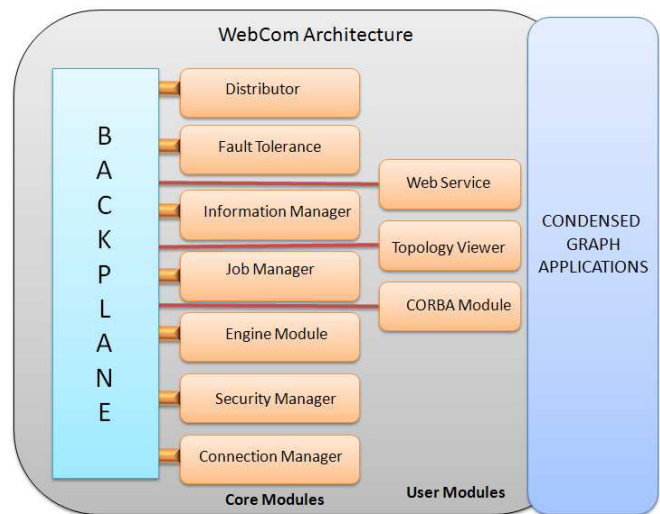 WebCom Architecture
B
A
C
K
P
L
A
N
E
Distributor
Fault Tolerance
Information Manager
Job Manager
Engine Module
Security Manager
Connection Manager
Core Modules
Web Service
Topology Viewer
CORBA Module
User Modules
CONDENSED
GRAPH
APPLICATIONS